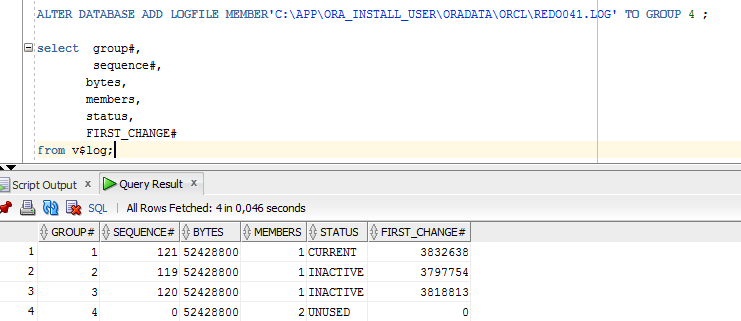 ALTER DATABASE ADD LOGFILE MEMBER'C:\APP\ORA_INSTALL_USER\ORADATA\ORCL\REDO041.LOG' TO GROUP 4 ;
select group#,
sequence#,
bytes,
members,
status,
FIRST_CHANGE#
from v$log;
Script Output x Query Result x
SQL | All Rows Fetched: 4 in 0,046 seconds
GROUP# SEQUENCE# BYTES MEMBERS STATUS FIRST_CHANGE#
1 1 121 52428800 1 CURRENT 3832638
2 2 119 52428800 1 INACTIVE 3797754
3 3 120 52428800 1 INACTIVE 3818813
4 4 0 52428800 2 UNUSED 0